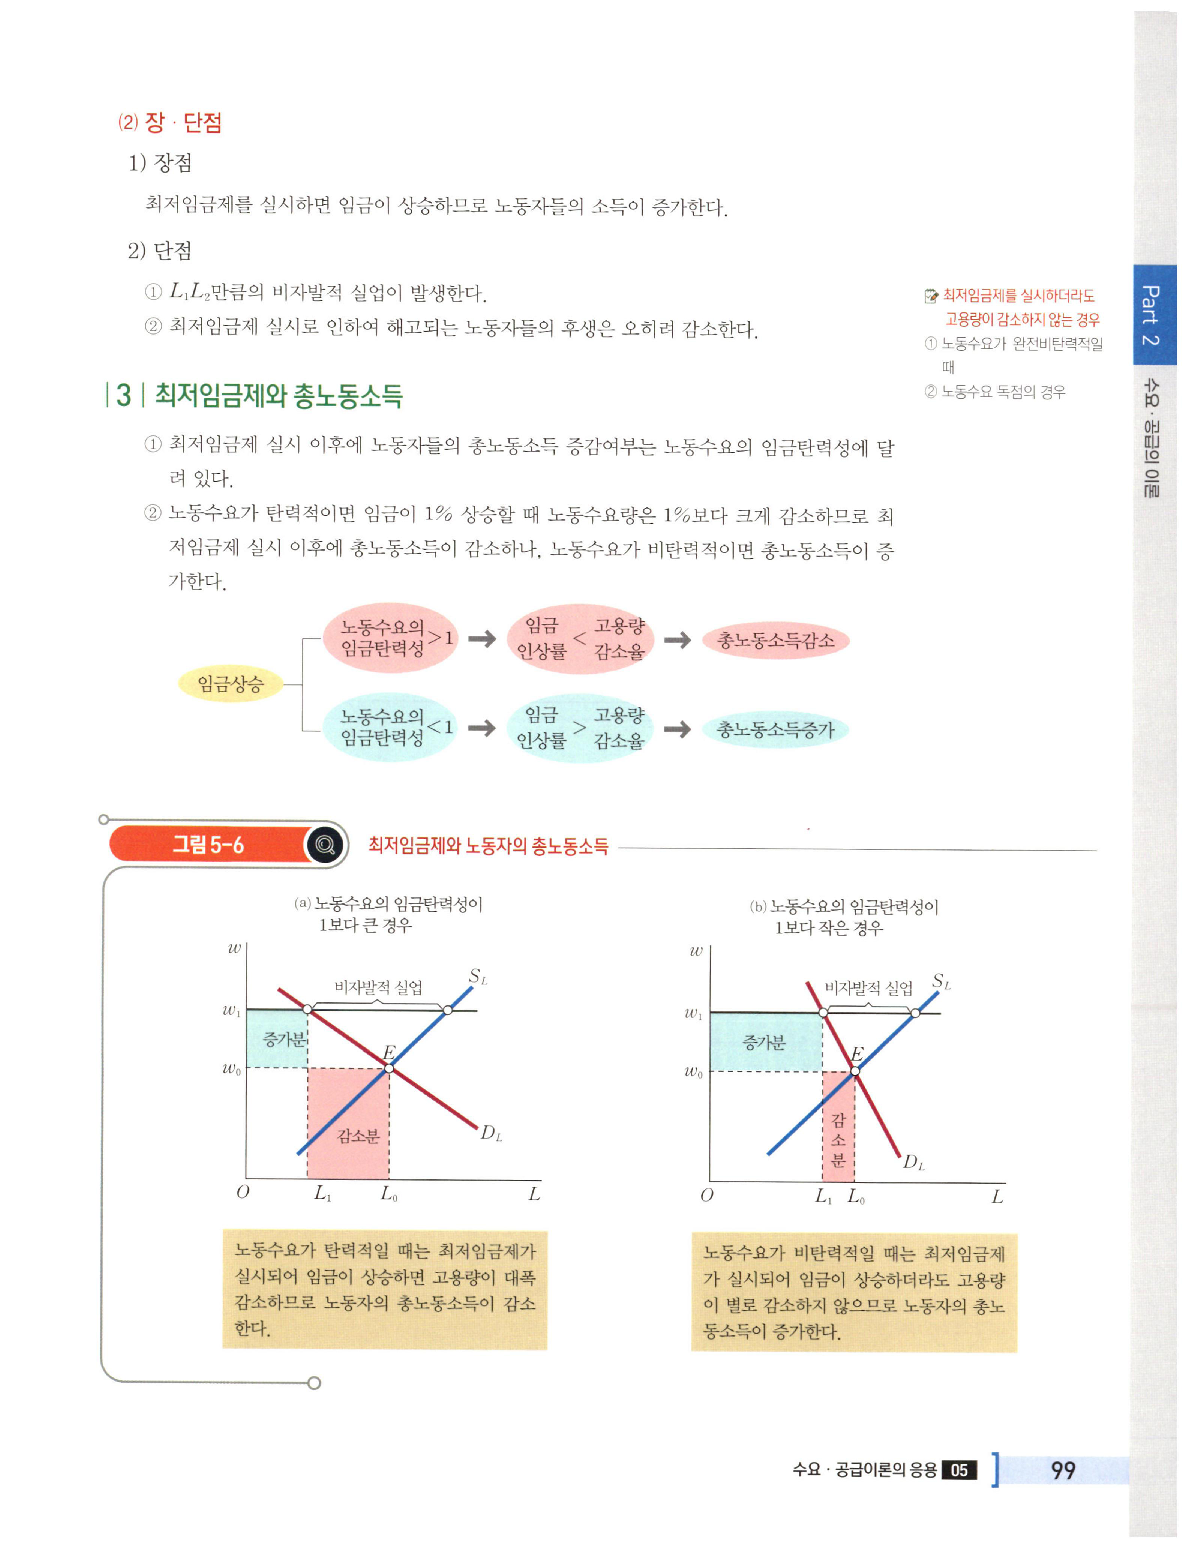 (2) 장 · 단점
1) 장점
최저임금제를 실시하면 임금이 상승하므로 노동자들의 소득이 증가한다.
2) 단점
① L₁L₂만큼의 비자발적 실업이 발생한다.
② 최저임금제 실시로 인하여 해고되는 노동자들의 후생은 오히려 감소한다.
최저임금제를 실시하더라도
고용량이 감소하지 않는 경우
① 노동수요가 완전비탄력적일
때
② 노동수요 독점의 경우
Part 2
수요 · 공급의 이론
|3| 최저임금제와 총노동소득
① 최저임금제 실시 이후에 노동자들의 총노동소득 증감여부는 노동수요의 임금탄력성에 달
려 있다.
② 노동수요가 탄력적이면 임금이 1% 상승할 때 노동수요량은 1%보다 크게 감소하므로 최
저임금제 실시 이후에 총노동소득이 감소하나, 노동수요가 비탄력적이면 총노동소득이 증
가한다.
임금상승
노동수요의
임금탄력성 >1
임금
인상률 < 고용량
감소율
총노동소득감소
노동수요의
임금탄력성 <1
임금
인상률 > 고용량
감소율
총노동소득증가
그림 5-6
최저임금제와 노동자의 총노동소득
(a) 노동수요의 임금탄력성이
1보다 큰 경우
w
비자발적 실업
S_L
w₁
증가분
E
w₀
감소분
D_L
O L₁ L₀ L
노동수요가 탄력적일 때는 최저임금제가
실시되어 임금이 상승하면 고용량이 대폭
감소하므로 노동자의 총노동소득이 감소
한다.
(b) 노동수요의 임금탄력성이
1보다 작은 경우
w
비자발적 실업
S_L
w₁
증가분
E
w₀
감
소
분
D_L
O L₁ L₀ L
노동수요가 비탄력적일 때는 최저임금제
가 실시되어 임금이 상승하더라도 고용량
이 별로 감소하지 않으므로 노동자의 총노
동소득이 증가한다.
수요 · 공급이론의 응용 05
99